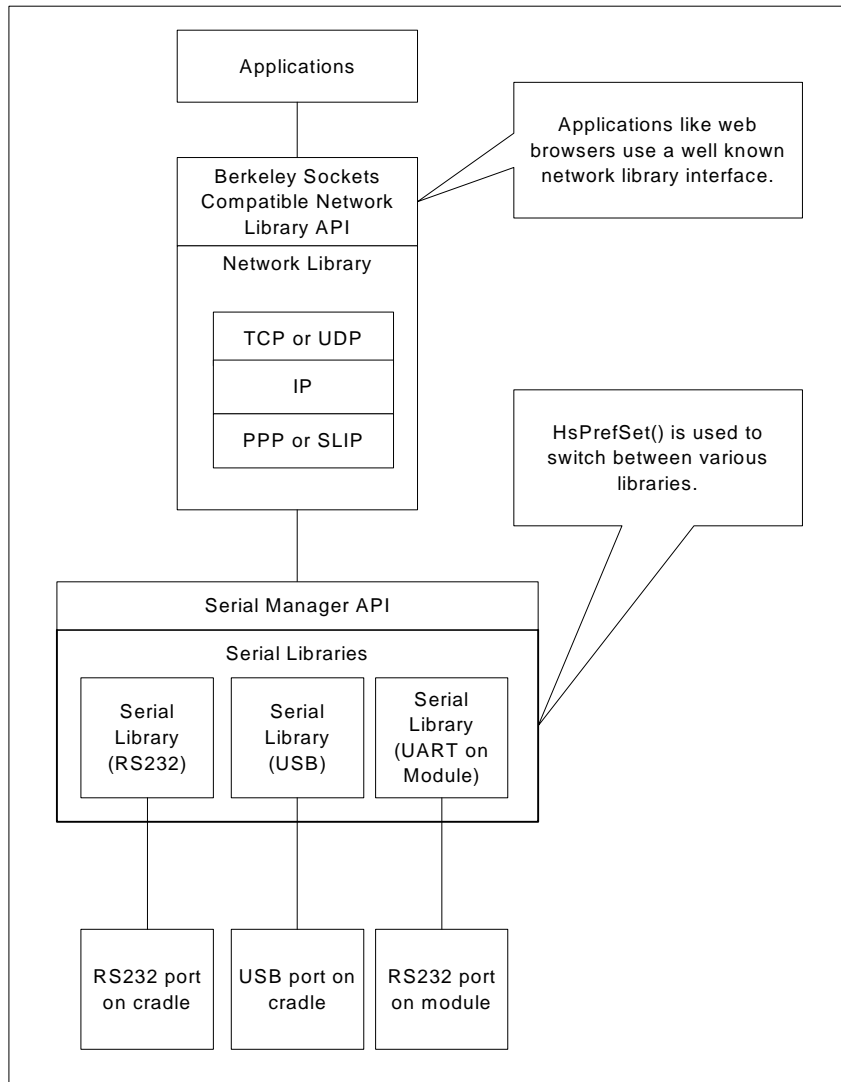 Applications
Applications like web
browsers use a well known
network library interface.
Berkeley Sockets
Compatible Network
Library API
Network Library
TCP or UDP
IP
PPP or SLIP
HsPrefSet() is used to
switch between various
libraries.
Serial Manager API
Serial Libraries
Serial
Library
(RS232)
Serial
Library
(USB)
Serial
Library
(UART on
Module)
RS232 port
on cradle
USB port on
cradle
RS232 port
on module